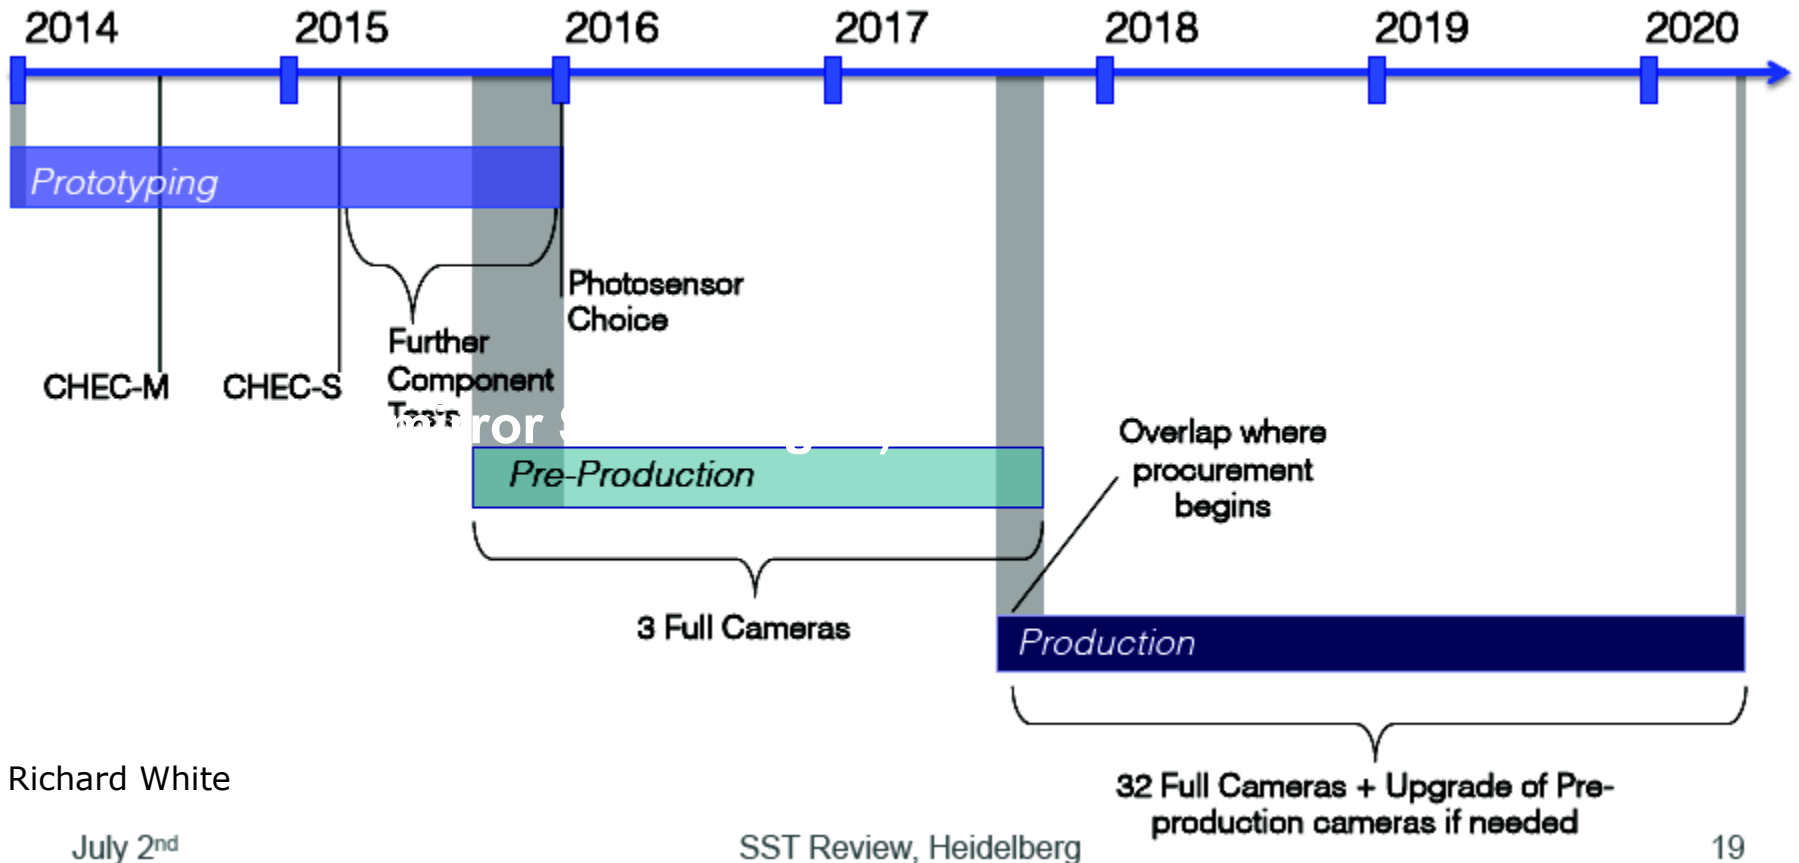 2014 2015 2016 2017 2018 2019 2020
Prototyping
Photosensor
Choice
Further
Component
CHEC-M
CHEC-S
Pre-Production
Overlap where
procurement
begins
3 Full Cameras
Production
Richard White
32 Full Cameras + Upgrade of Pre-
production cameras if needed
July 2nd
SST Review, Heidelberg
19